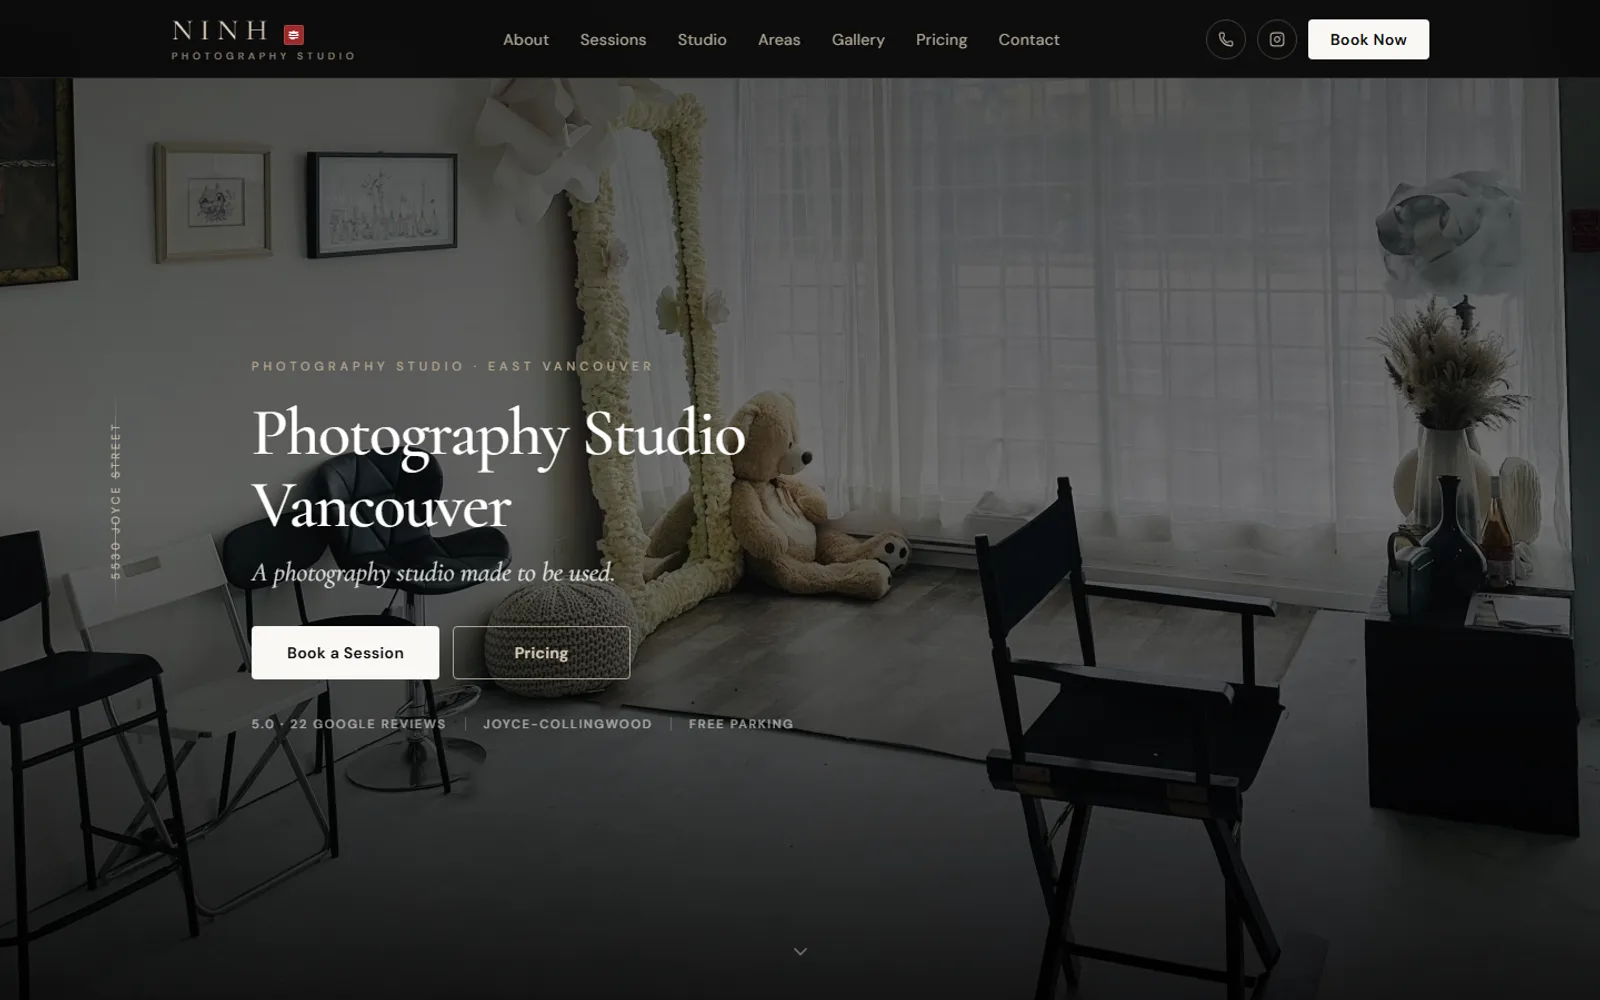 NINH
PHOTOGRAPHY STUDIO
About
Sessions
Studio
Areas
Gallery
Pricing
Contact
Book Now
PHOTOGRAPHY STUDIO · EAST VANCOUVER
Photography Studio
Vancouver
A photography studio made to be used.
5530 JOYCE STREET
Book a Session
Pricing
5.0 · 22 GOOGLE REVIEWS
JOYCE-COLLINGWOOD
FREE PARKING